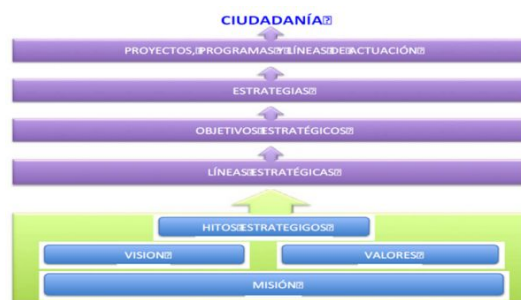 CIUDADANÍA
PROYECTOS, PROGRAMAS Y LÍNEAS DE ACTUACIÓN
ESTRATEGIAS
OBJETIVOS ESTRATÉGICOS
LÍNEAS ESTRATÉGICAS
HITOS ESTRATEGIGOS
VISION VALORES
MISIÓN